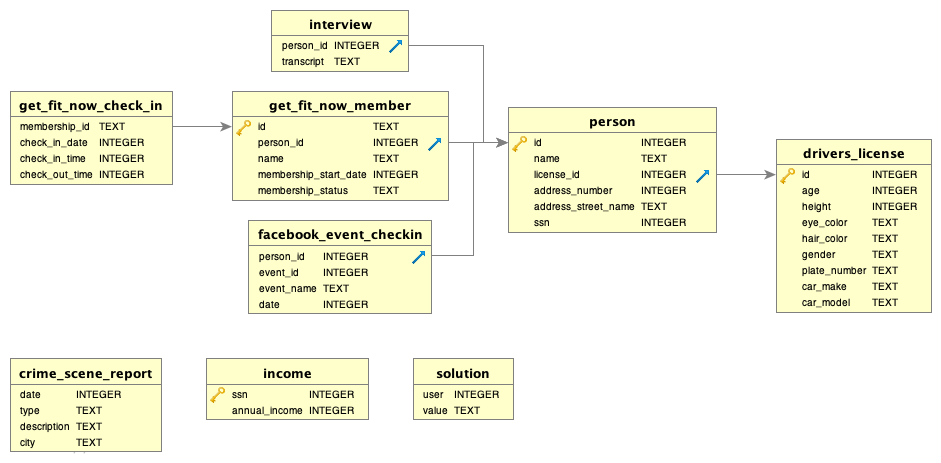 interview
person_id INTEGER
transcript TEXT
get_fit_now_check_in
membership_id TEXT
check_in_date INTEGER
check_in_time INTEGER
check_out_time INTEGER
get_fit_now_member
id TEXT
person_id INTEGER
name TEXT
membership_start_date INTEGER
membership_status TEXT
person
id INTEGER
name TEXT
license_id INTEGER
address_number INTEGER
address_street_name TEXT
ssn INTEGER
drivers_license
id INTEGER
age INTEGER
height INTEGER
eye_color TEXT
hair_color TEXT
gender TEXT
plate_number TEXT
car_make TEXT
car_model TEXT
facebook_event_checkin
person_id INTEGER
event_id INTEGER
event_name TEXT
date INTEGER
crime_scene_report
date INTEGER
type TEXT
description TEXT
city TEXT
income
ssn INTEGER
annual_income INTEGER
solution
user INTEGER
value TEXT